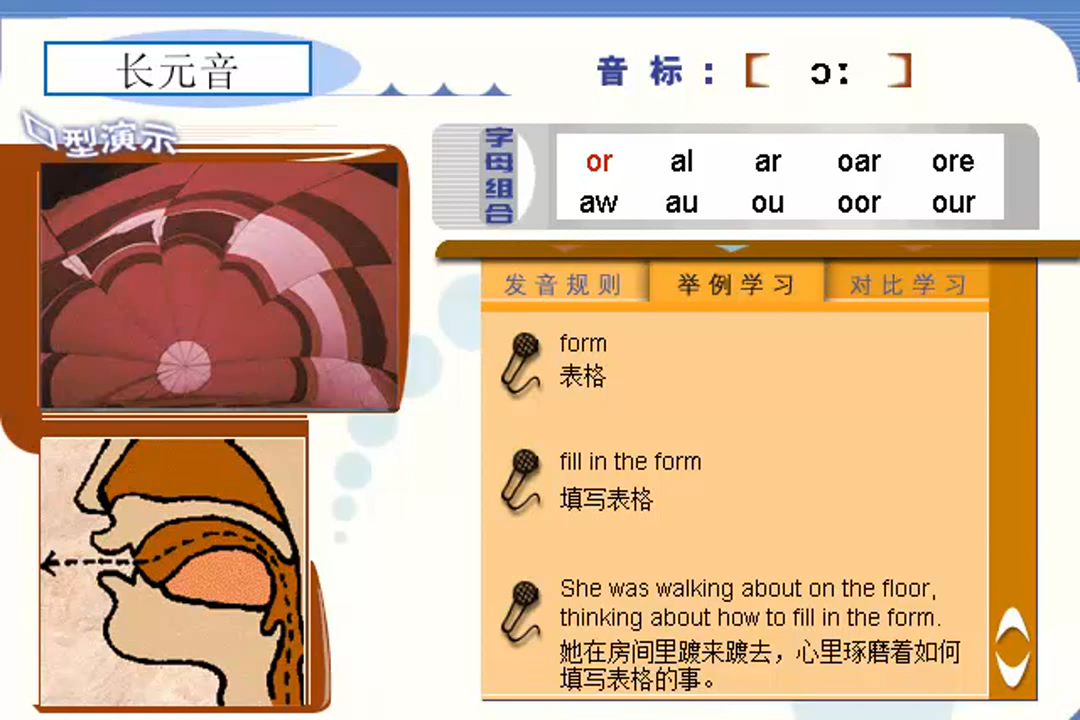 长元音
音标：【 ɔː 】
口型演示
字母组合
or al ar oar ore
aw au ou oor our
发音规则 举例学习 对比学习
form
表格
fill in the form
填写表格
She was walking about on the floor,
thinking about how to fill in the form.
她在房间里踱来踱去，心里琢磨着如何
填写表格的事。